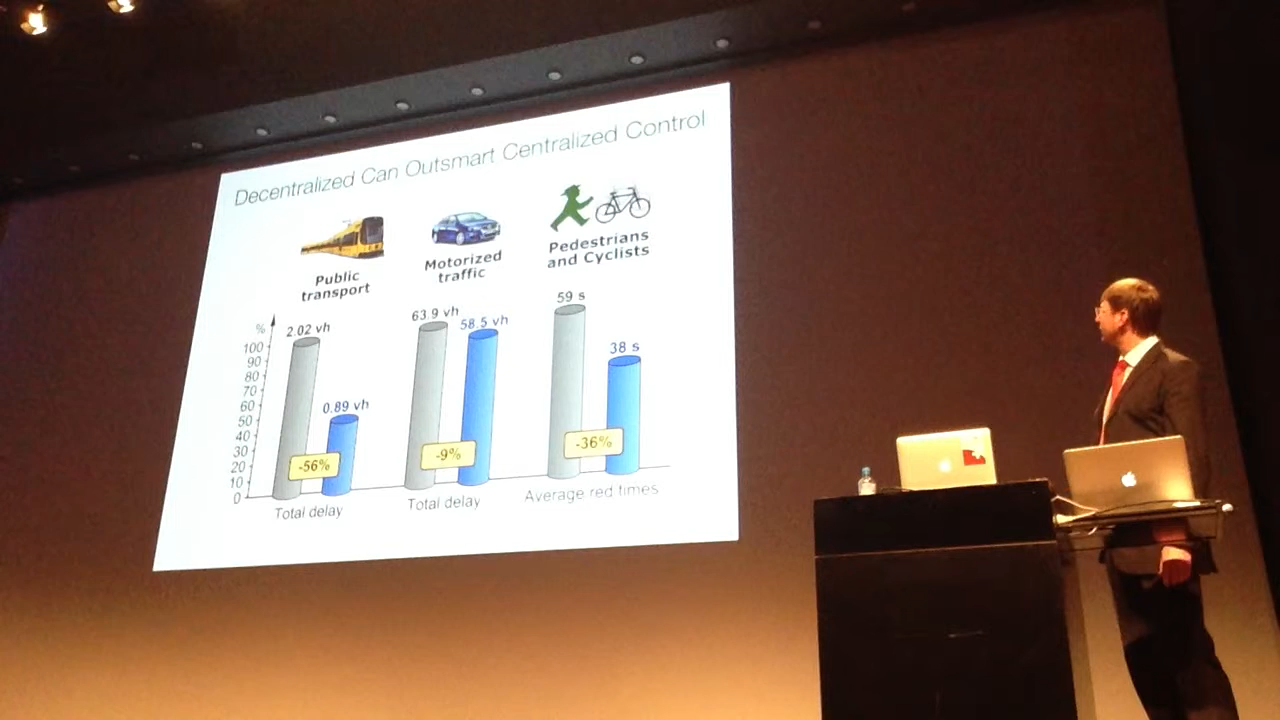 Decentralized Can Outsmart Centralized Control
Public
transport
Motorized
traffic
Pedestrians
and Cyclists
%
100
90
80
70
60
50
40
30
20
10
0
2.02 vh
0.89 vh
-56%
Total delay
63.9 vh
58.5 vh
-9%
Total delay
59 s
38 s
-36%
Average red times